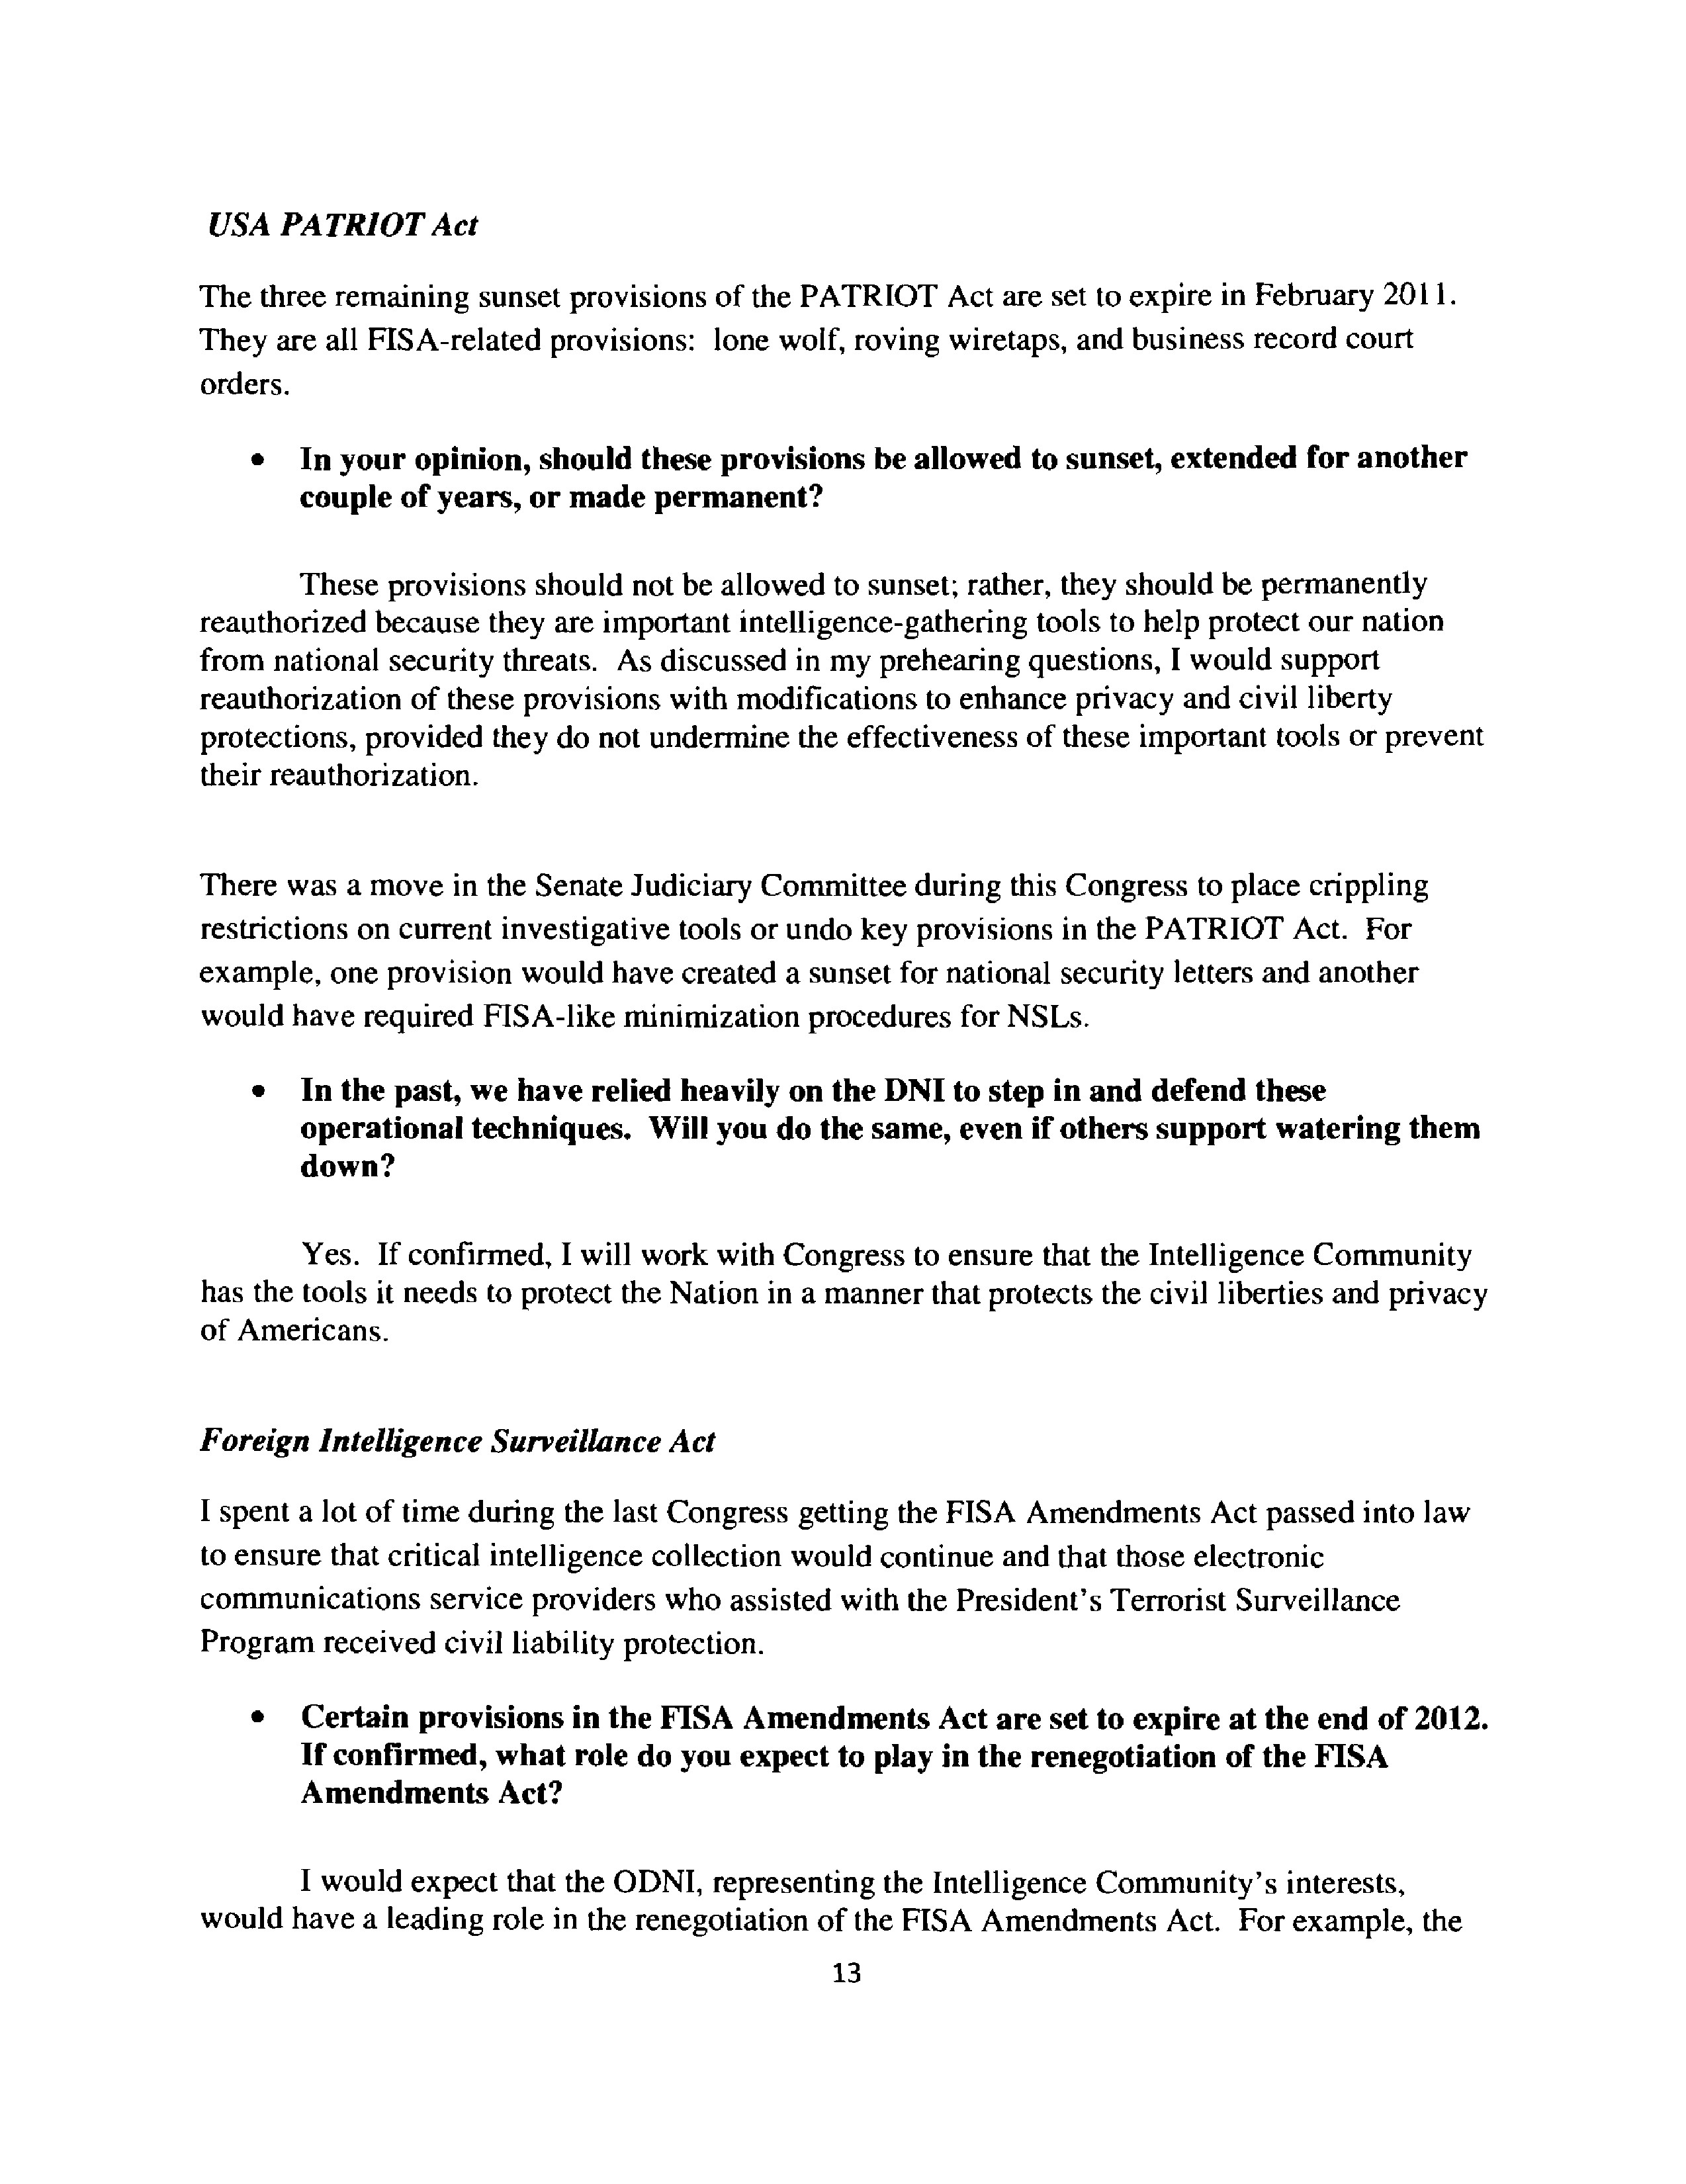 USA PATRIOT Act
The three remaining sunset provisions of the PATRIOT Act are set to expire in February 2011.
They are all FISA-related provisions: lone wolf, roving wiretaps, and business record court
orders.
• In your opinion, should these provisions be allowed to sunset, extended for another
couple of years, or made permanent?
These provisions should not be allowed to sunset; rather, they should be permanently
reauthorized because they are important intelligence-gathering tools to help protect our nation
from national security threats. As discussed in my prehearing questions, I would support
reauthorization of these provisions with modifications to enhance privacy and civil liberty
protections, provided they do not undermine the effectiveness of these important tools or prevent
their reauthorization.
There was a move in the Senate Judiciary Committee during this Congress to place crippling
restrictions on current investigative tools or undo key provisions in the PATRIOT Act. For
example, one provision would have created a sunset for national security letters and another
would have required FISA-like minimization procedures for NSLs.
• In the past, we have relied heavily on the DNI to step in and defend these
operational techniques. Will you do the same, even if others support watering them
down?
Yes. If confirmed, I will work with Congress to ensure that the Intelligence Community
has the tools it needs to protect the Nation in a manner that protects the civil liberties and privacy
of Americans.
Foreign Intelligence Surveillance Act
I spent a lot of time during the last Congress getting the FISA Amendments Act passed into law
to ensure that critical intelligence collection would continue and that those electronic
communications service providers who assisted with the President's Terrorist Surveillance
Program received civil liability protection.
• Certain provisions in the FISA Amendments Act are set to expire at the end of 2012.
If confirmed, what role do you expect to play in the renegotiation of the FISA
Amendments Act?
I would expect that the ODNI, representing the Intelligence Community's interests,
would have a leading role in the renegotiation of the FISA Amendments Act. For example, the
13